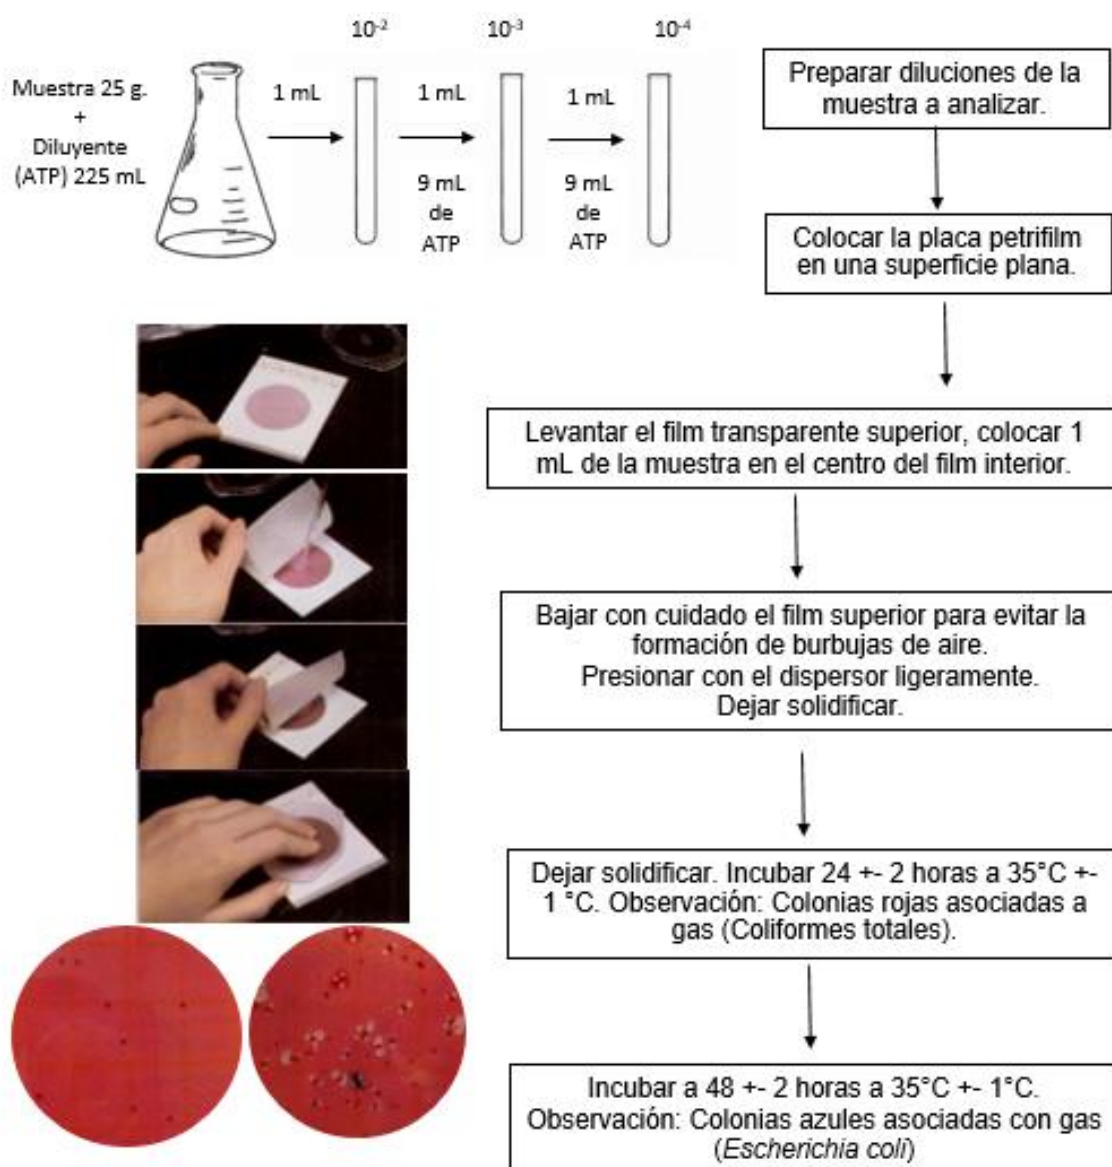 10-2
10-3
10-4
Muestra 25 g.
+
Diluyente
(ATP) 225 mL
1 mL
1 mL
1 mL
9 mL
de
ATP
9 mL
de
ATP
Preparar diluciones de la
muestra a analizar.
Colocar la placa petrifilm
en una superficie plana.
Levantar el film transparente superior, colocar 1
mL de la muestra en el centro del film interior.
Bajar con cuidado el film superior para evitar la
formación de burbujas de aire.
Presionar con el dispersor ligeramente.
Dejar solidificar.
Dejar solidificar. Incubar 24 +- 2 horas a 35°C +-
1 °C. Observación: Colonias rojas asociadas a
gas (Coliformes totales).
Incubar a 48 +- 2 horas a 35°C +- 1°C.
Observación: Colonias azules asociadas con gas
(Escherichia coli)